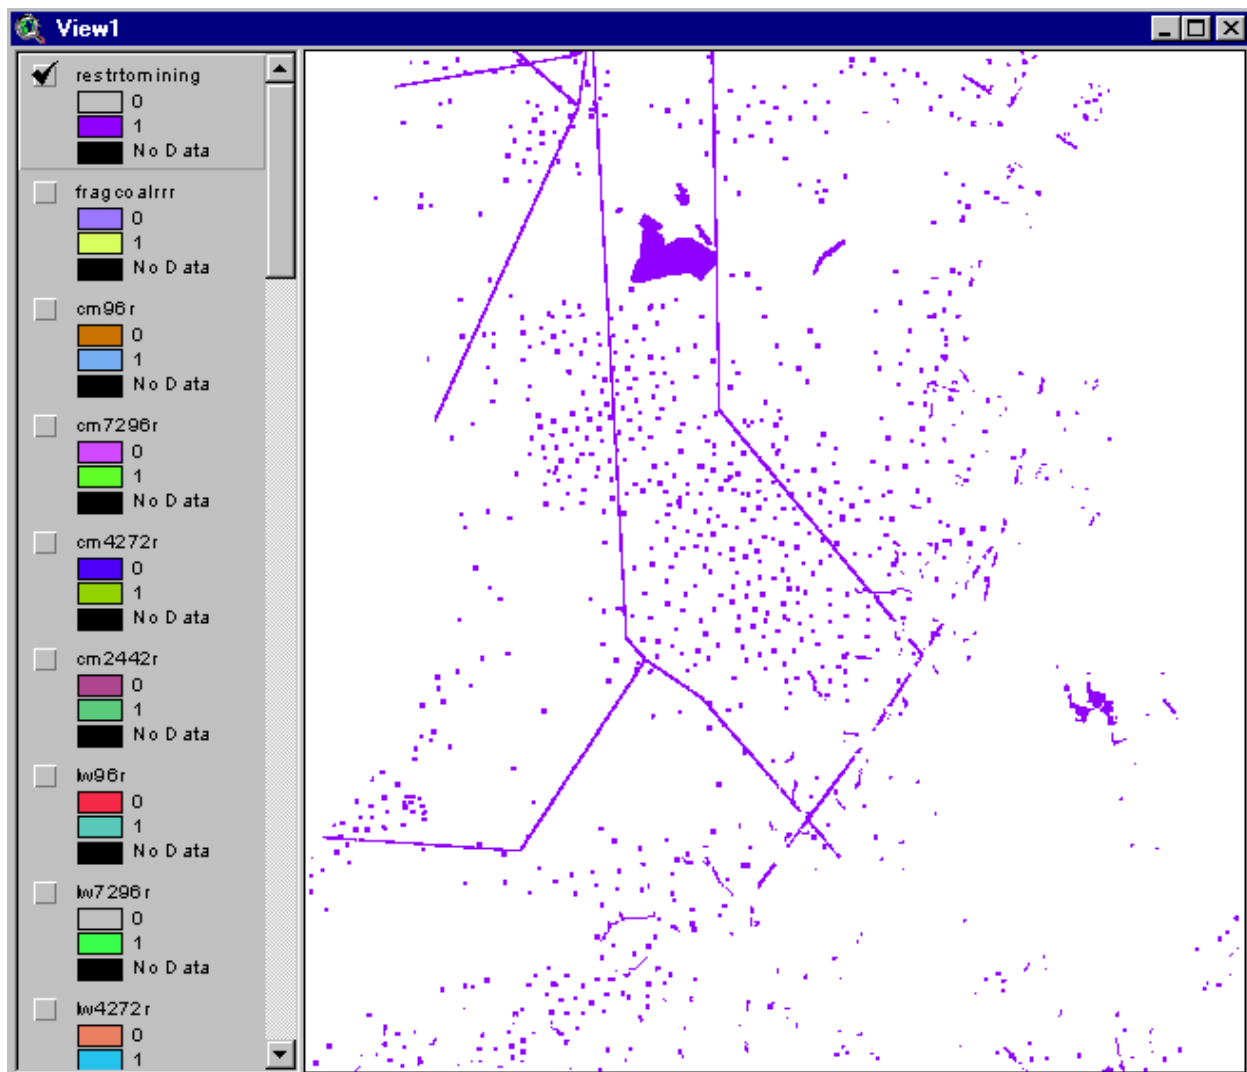 View1
restrtomining
0
1
No Data
fragcoalrrr
0
1
No Data
cm96r
0
1
No Data
cm7296r
0
1
No Data
cm4272r
0
1
No Data
cm2442r
0
1
No Data
lw96r
0
1
No Data
lw7296r
0
1
No Data
lw4272r
0
1